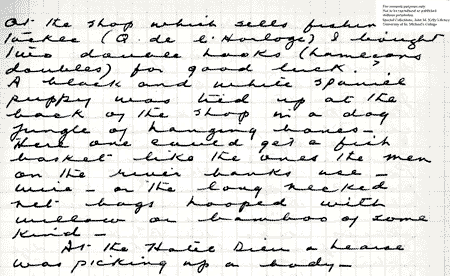 For research purposes only.
Not to be reproduced or published
without permission.
Special Collections, John M. Kelly Library,
University of St. Michael's College
At the shop which sells fisher
tackee (Q. de l'Horloge) I bought
two double hooks (hamecons
doubles) for good luck.
A black and white spaniel
puppy was tied up at the
back of the shop in a dog
jungle of hanging canes -
Here one could get a fish
basket like the ones the men
on the river banks use -
wire - or the long necked
net bags hooped with
willow or bamboo of some
kind -
At the Hotel Dieu a hearse
was picking up a body -